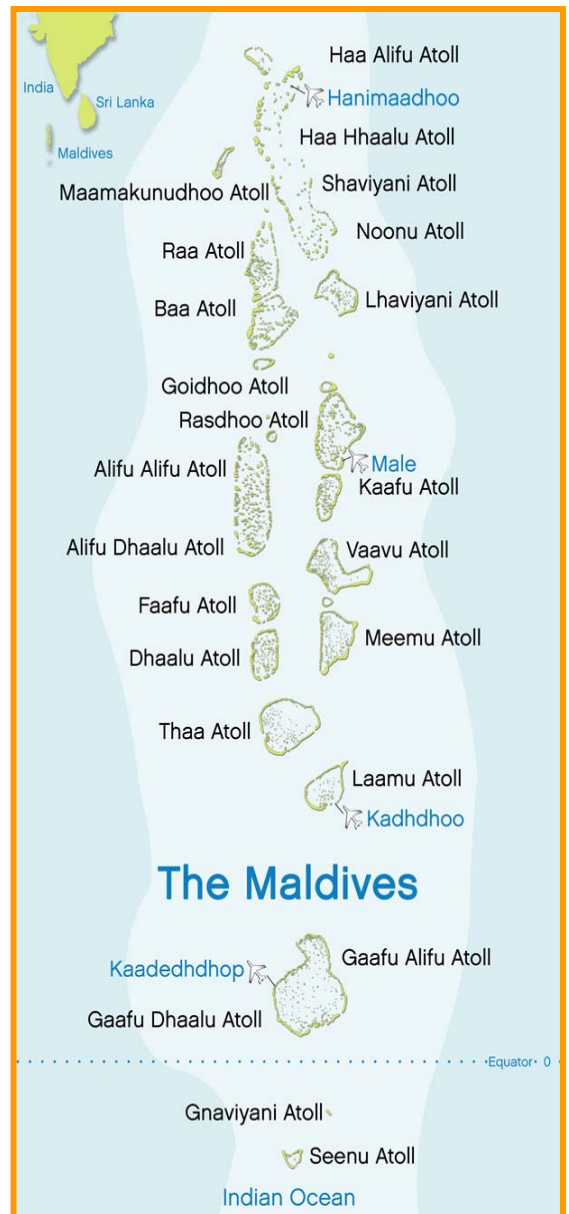 Haa Alifu Atoll
India
Hanimaadhoo
Sri Lanka
Haa Hhaalu Atoll
Maldives
Shaviyani Atoll
Maamakunudhoo Atoll
Noonu Atoll
Raa Atoll
Lhaviyani Atoll
Baa Atoll
Goidhoo Atoll
Rasdhoo Atoll
Male
Alifu Alifu Atoll
Kaafu Atoll
Alifu Dhaalu Atoll
Vaavu Atoll
Faafu Atoll
Meemu Atoll
Dhaalu Atoll
Thaa Atoll
Laamu Atoll
Kadhdhoo
The Maldives
Gaafu Alifu Atoll
Kaadedhdhop
Gaafu Dhaalu Atoll
Equator 0
Gnaviyani Atoll
Seenu Atoll
Indian Ocean